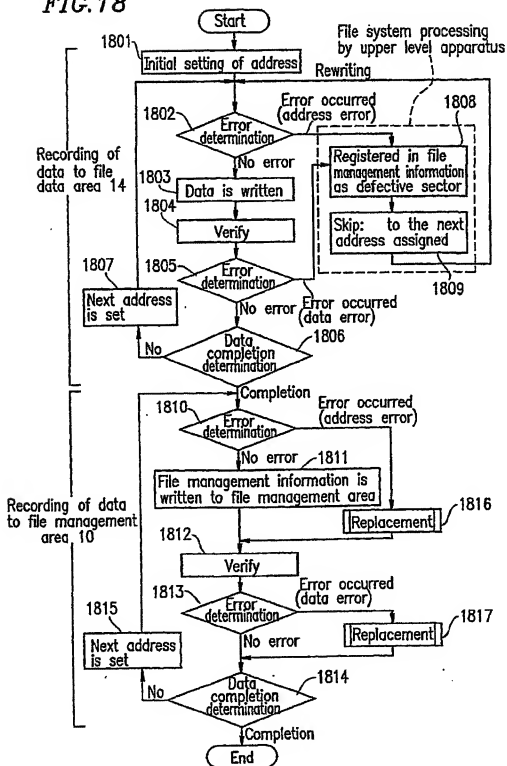 FIG. 18
Start
File system processing
by upper level apparatus
1801
Initial setting of address
Rewriting
Error occurred
(address error)
1802
Error
determination
1808
Registered in file
management information
as defective sector
Recording of
data to file
data area 14
No error
1803
Data is written
1804
Verify
Skip: to the next
address assigned
1809
1807
Next address
is set
1805
Error
determination
No error
Error occurred
(data error)
1806
No
Data
completion
determination
Completion
1810
Error
determination
Error occurred
(address error)
No error
1811
File management information is
written to file management area
Recording of data
to file management
area 10
Replacement
1816
1812
Verify
1813
Error
determination
Error occurred
(data error)
1815
Next address
is set
No error
Replacement
1817
No
Data
completion
determination
1814
Completion
End